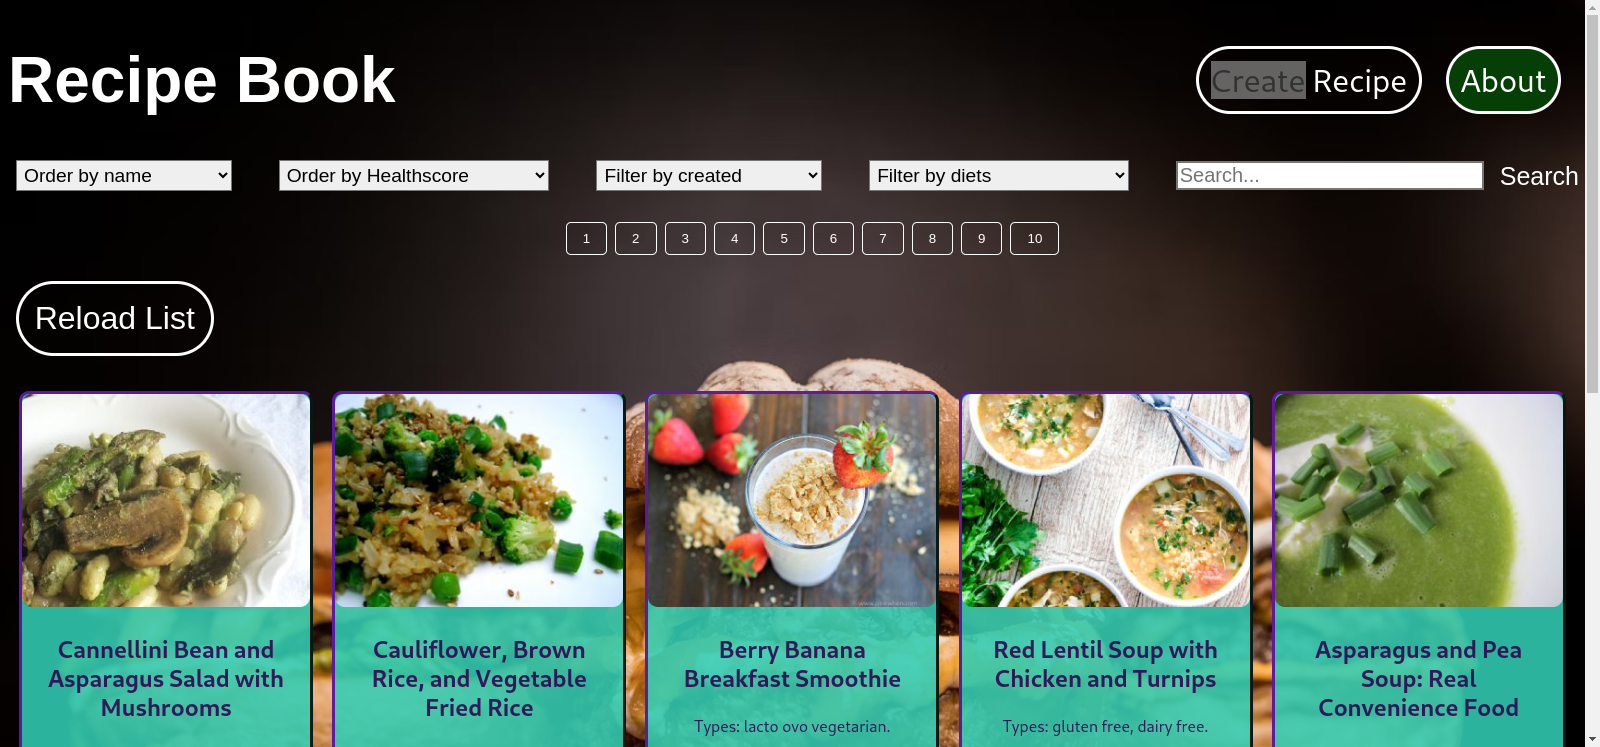 Recipe Book
Create Recipe
About
Order by name
Order by Healthscore
Filter by created
Filter by diets
Search...
Search
1 2 3 4 5 6 7 8 9 10
Reload List
Cannellini Bean and
Asparagus Salad with
Mushrooms
Cauliflower, Brown
Rice, and Vegetable
Fried Rice
Berry Banana
Breakfast Smoothie
Types: lacto ovo vegetarian.
Red Lentil Soup with
Chicken and Turnips
Types: gluten free, dairy free.
Asparagus and Pea
Soup: Real
Convenience Food